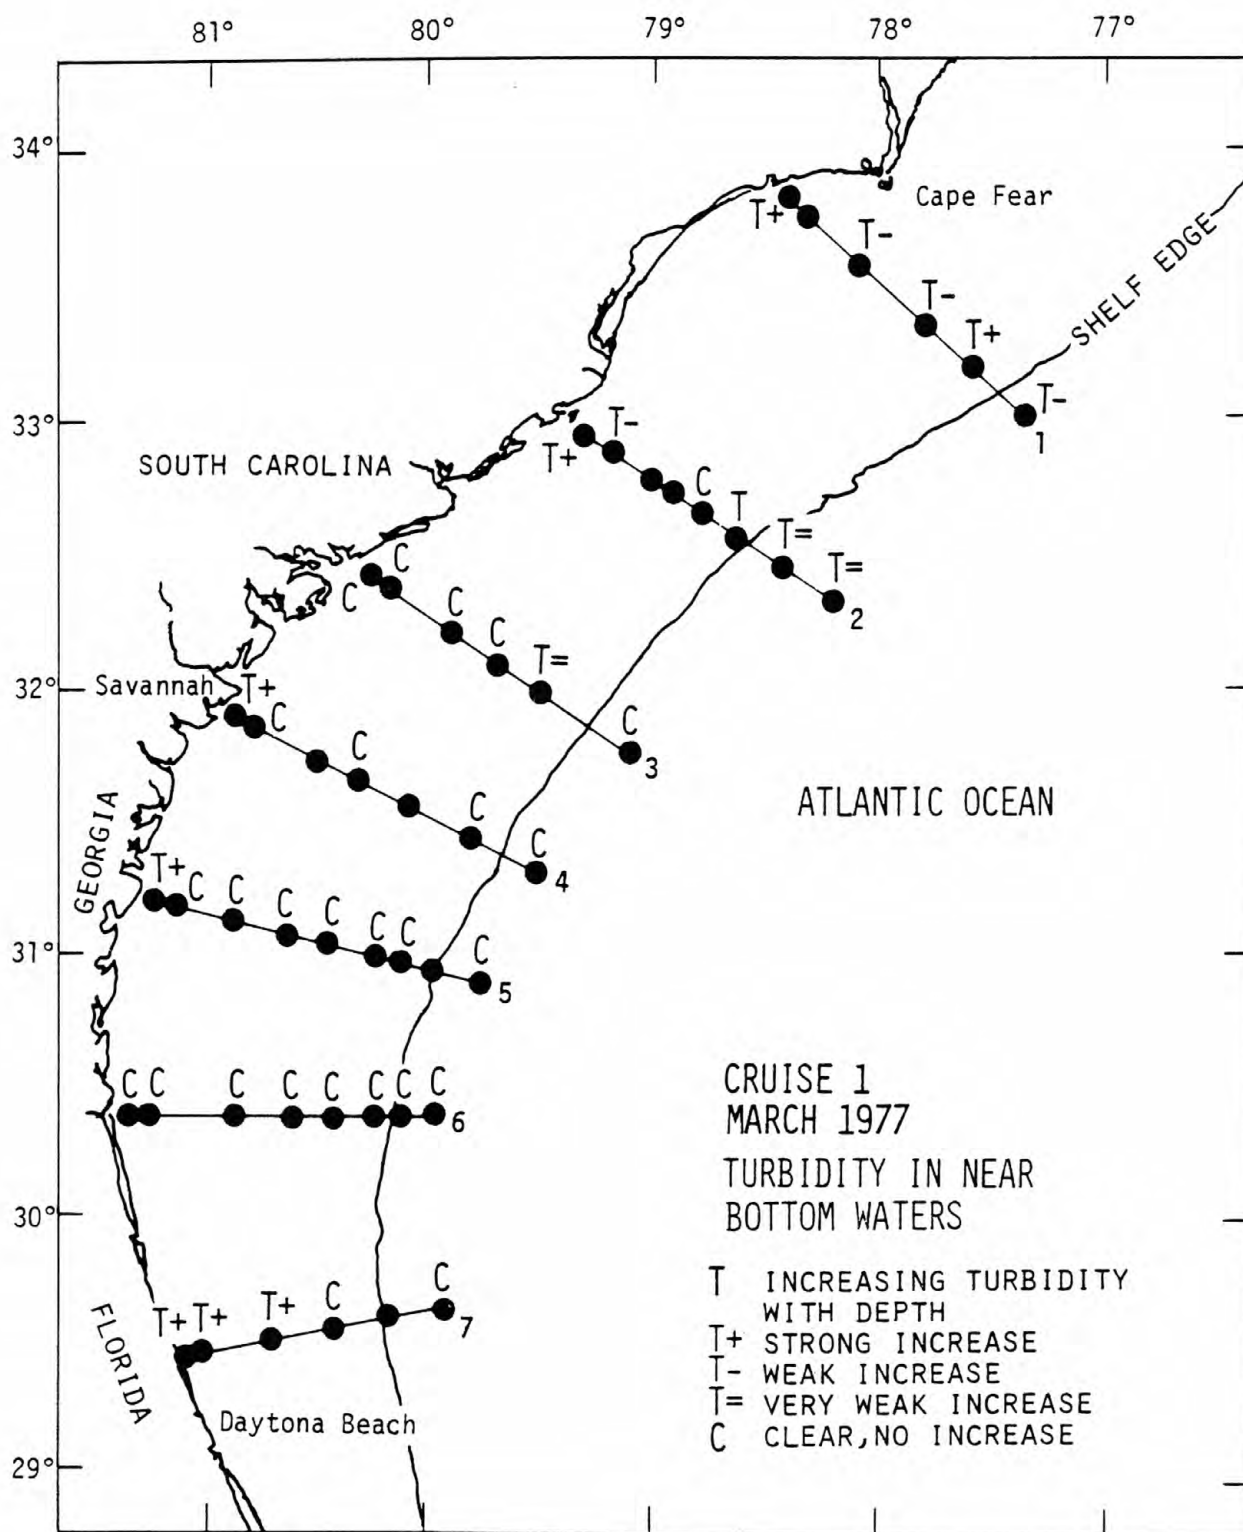 81° 80° 79° 78° 77°
34°
Cape Fear
T+
T-
SHELF EDGE
T-
T+
T-
33°
1
T-
SOUTH CAROLINA
T+
C
T
T=
C
T=
C
2
C
C
T=
32°
Savannah
T+
C
C
C
3
ATLANTIC OCEAN
GEORGIA
C
C
T+
4
C
C
C
C
C
C
C
31°
5
CRUISE 1
C C C C C C C C
MARCH 1977
6
TURBIDITY IN NEAR
30°
BOTTOM WATERS
T INCREASING TURBIDITY
WITH DEPTH
T+ T+ T+ C C
7
T+ STRONG INCREASE
FLORIDA
T- WEAK INCREASE
T= VERY WEAK INCREASE
Daytona Beach
C CLEAR, NO INCREASE
29°